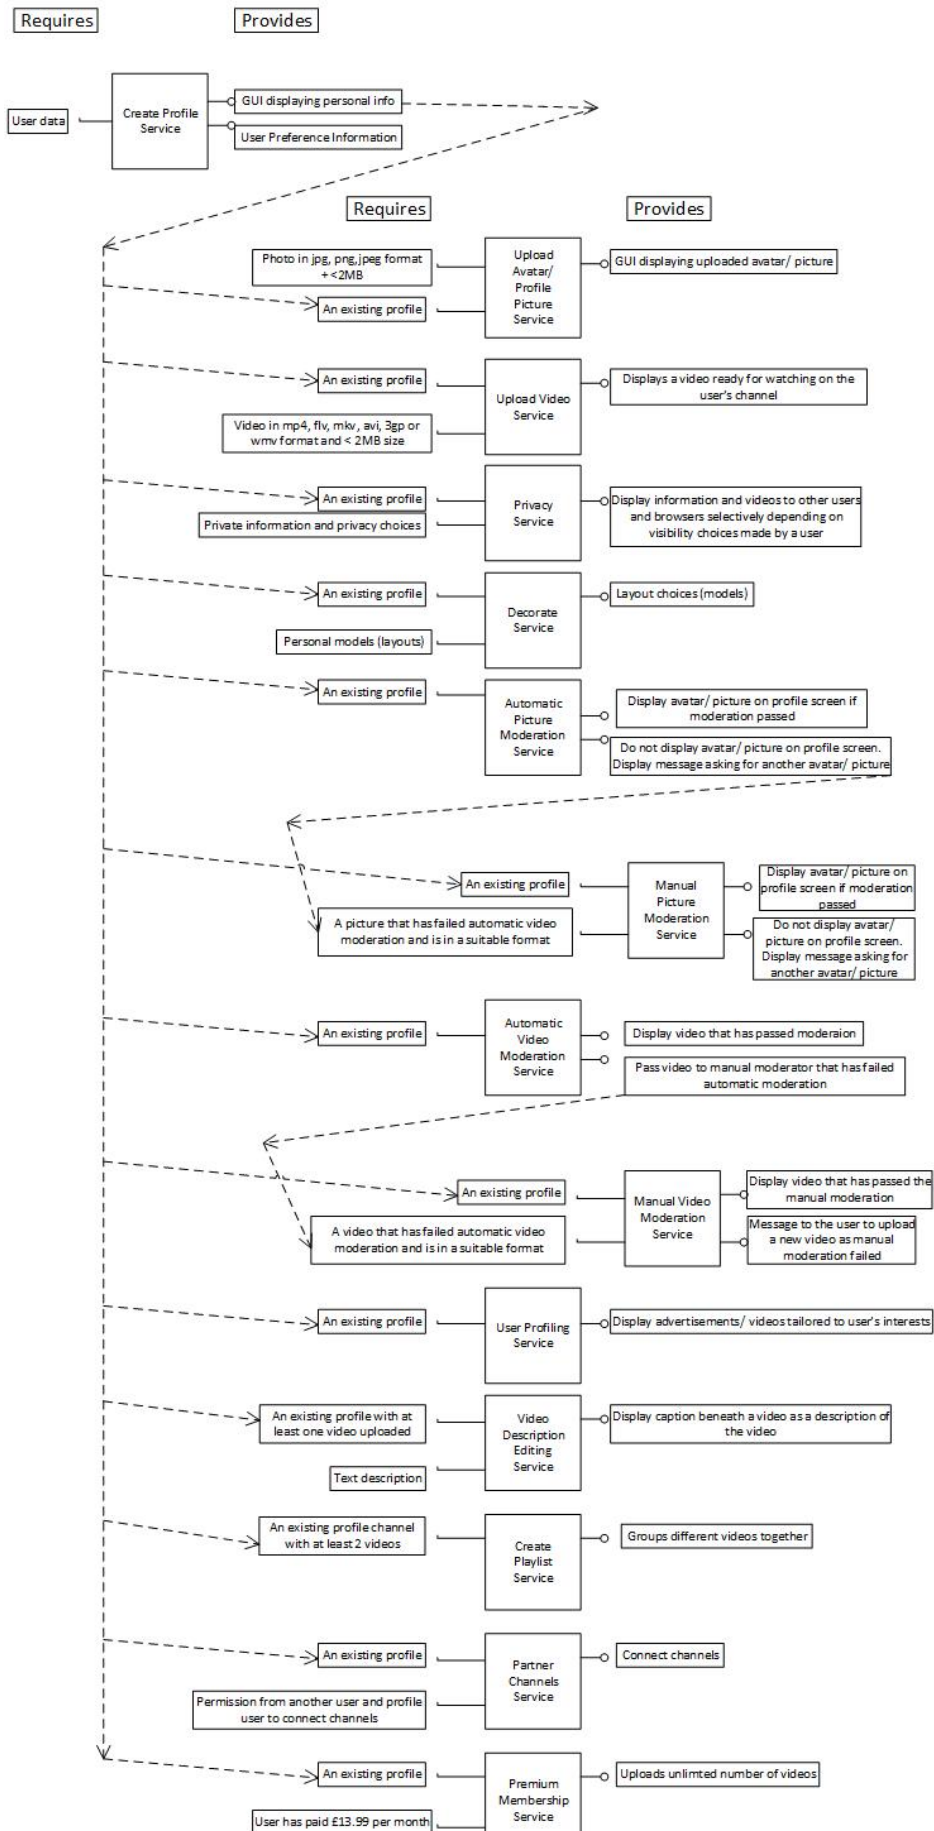 Requires
Provides
User data
Create Profile
Service
GUI displaying personal info
User Preference Information
Requires
Provides
Photo in jpg, png,jpeg format
+ <2MB
An existing profile
Upload
Avatar/
Profile
Picture
Service
GUI displaying uploaded avatar/ picture
An existing profile
Video in mp4, flv, mkv, avi, 3gp or
wmv format and < 2MB size
Upload Video
Service
Displays a video ready for watching on the
user's channel
An existing profile
Private information and privacy choices
Privacy
Service
Display information and videos to other users
and browsers selectively depending on
visibility choices made by a user
An existing profile
Personal models (layouts)
Decorate
Service
Layout choices (models)
An existing profile
Automatic
Picture
Moderation
Service
Display avatar/ picture on profile screen if
moderation passed
Do not display avatar/ picture on profile screen.
Display message asking for another avatar/ picture
An existing profile
A picture that has failed automatic video
moderation and is in a suitable format
Manual
Picture
Moderation
Service
Display avatar/ picture on
profile screen if moderation
passed
Do not display avatar/
picture on profile screen.
Display message asking for
another avatar/ picture
An existing profile
Automatic
Video
Moderation
Service
Display video that has passed moderaion
Pass video to manual moderator that has failed
automatic moderation
An existing profile
A video that has failed automatic video
moderation and is in a suitable format
Manual Video
Moderation
Service
Display video that has passed the
manual moderation
Message to the user to upload
a new video as manual
moderation failed
An existing profile
User Profiling
Service
Display advertisements/ videos tailored to user's interests
An existing profile with at
least one video uploaded
Text description
Video
Description
Editing
Service
Display caption beneath a video as a description of
the video
An existing profile channel
with at least 2 videos
Create
Playlist
Service
Groups different videos together
An existing profile
Permission from another user and profile
user to connect channels
Partner
Channels
Service
Connect channels
An existing profile
User has paid £13.99 per month
Premium
Membership
Service
Uploads unlimted number of videos